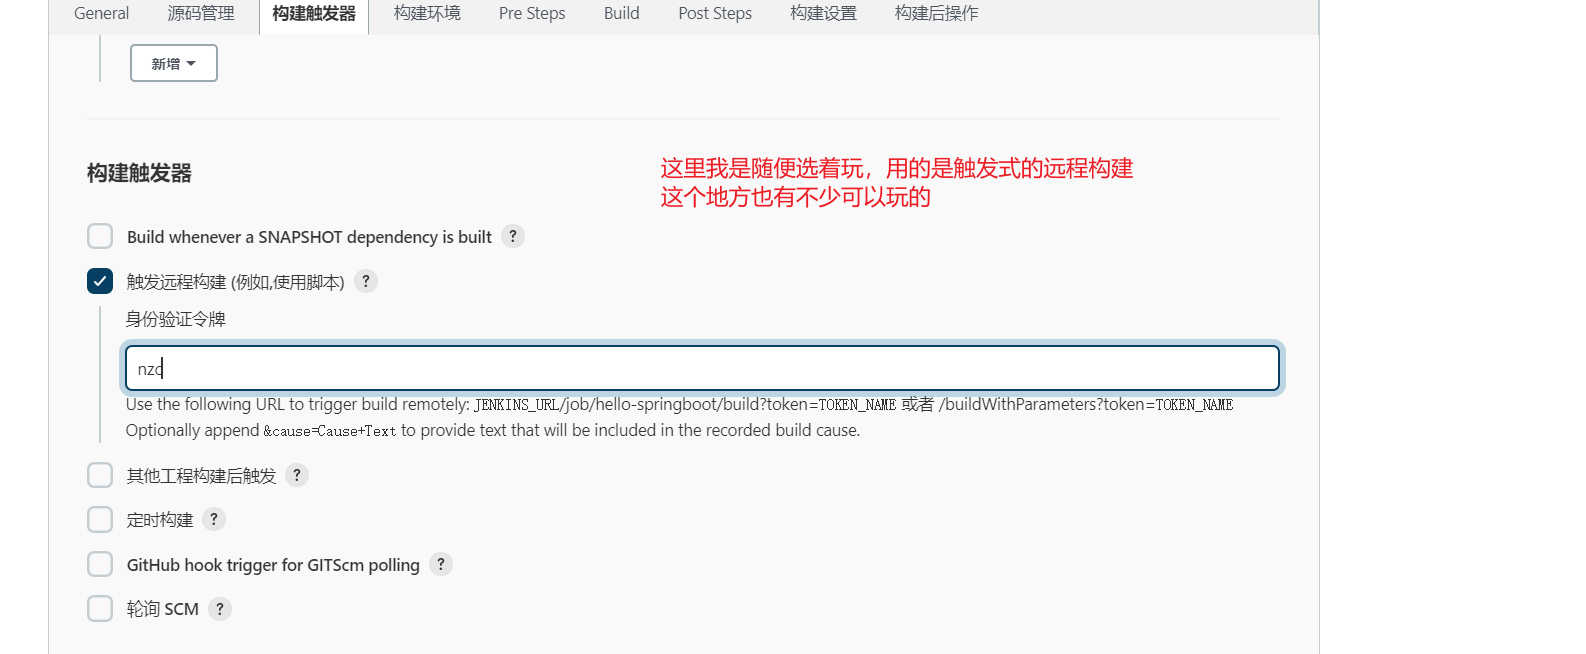 General 源码管理 构建触发器 构建环境 Pre Steps Build Post Steps 构建设置 构建后操作
新增
构建触发器
这里我是随便选着玩，用的是触发式的远程构建
这个地方也有不少可以玩的
Build whenever a SNAPSHOT dependency is built ?
触发远程构建 (例如,使用脚本) ?
身份验证令牌
nzc
Use the following URL to trigger build remotely: JENKINS_URL/job/hello-springboot/build?token=TOKEN_NAME 或者 /buildWithParameters?token=TOKEN_NAME
Optionally append &cause=Cause+Text to provide text that will be included in the recorded build cause.
其他工程构建后触发 ?
定时构建 ?
GitHub hook trigger for GITScm polling ?
轮询 SCM ?